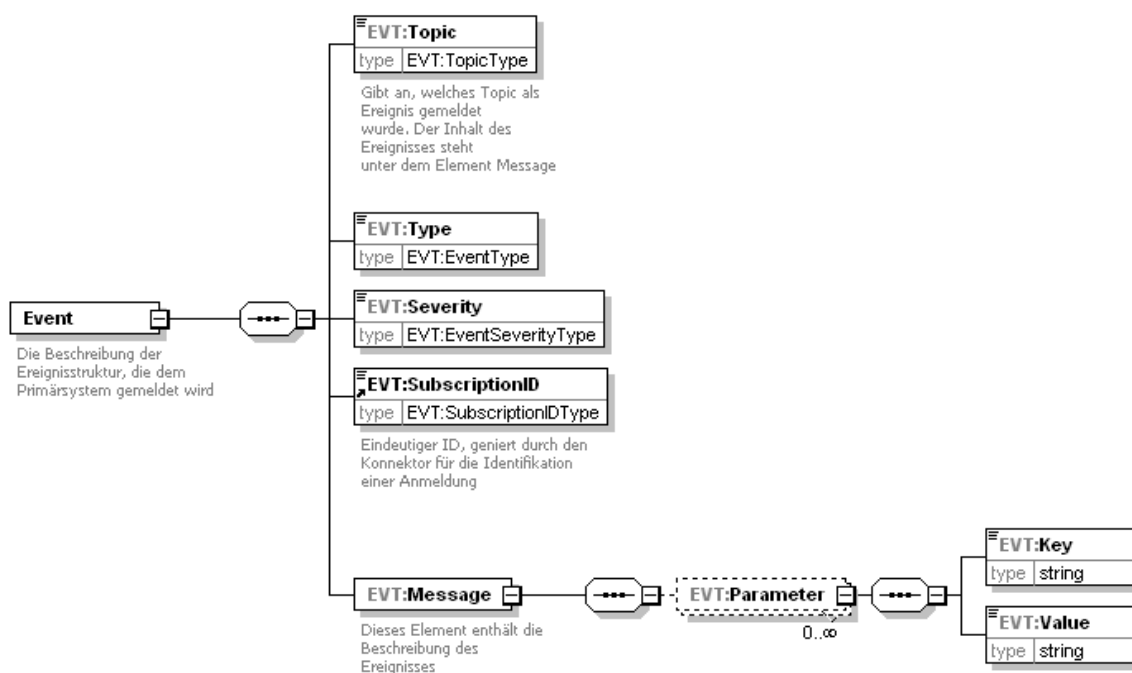 EVT:Topic
type EVT:TopicType
Gibt an, welches Topic als
Ereignis gemeldet
wurde. Der Inhalt des
Ereignisses steht
unter dem Element Message
EVT:Type
type EVT:EventType
Event
Die Beschreibung der
Ereignisstruktur, die dem
Primärsystem gemeldet wird
EVT:Severity
type EVT:EventSeverityType
EVT:SubscriptionID
type EVT:SubscriptionIDType
Eindeutiger ID, geniert durch den
Konnektor für die Identifikation
einer Anmeldung
EVT:Message
Dieses Element enthält die
Beschreibung des
Ereignisses
EVT:Parameter
0..∞
EVT:Key
type string
EVT:Value
type string